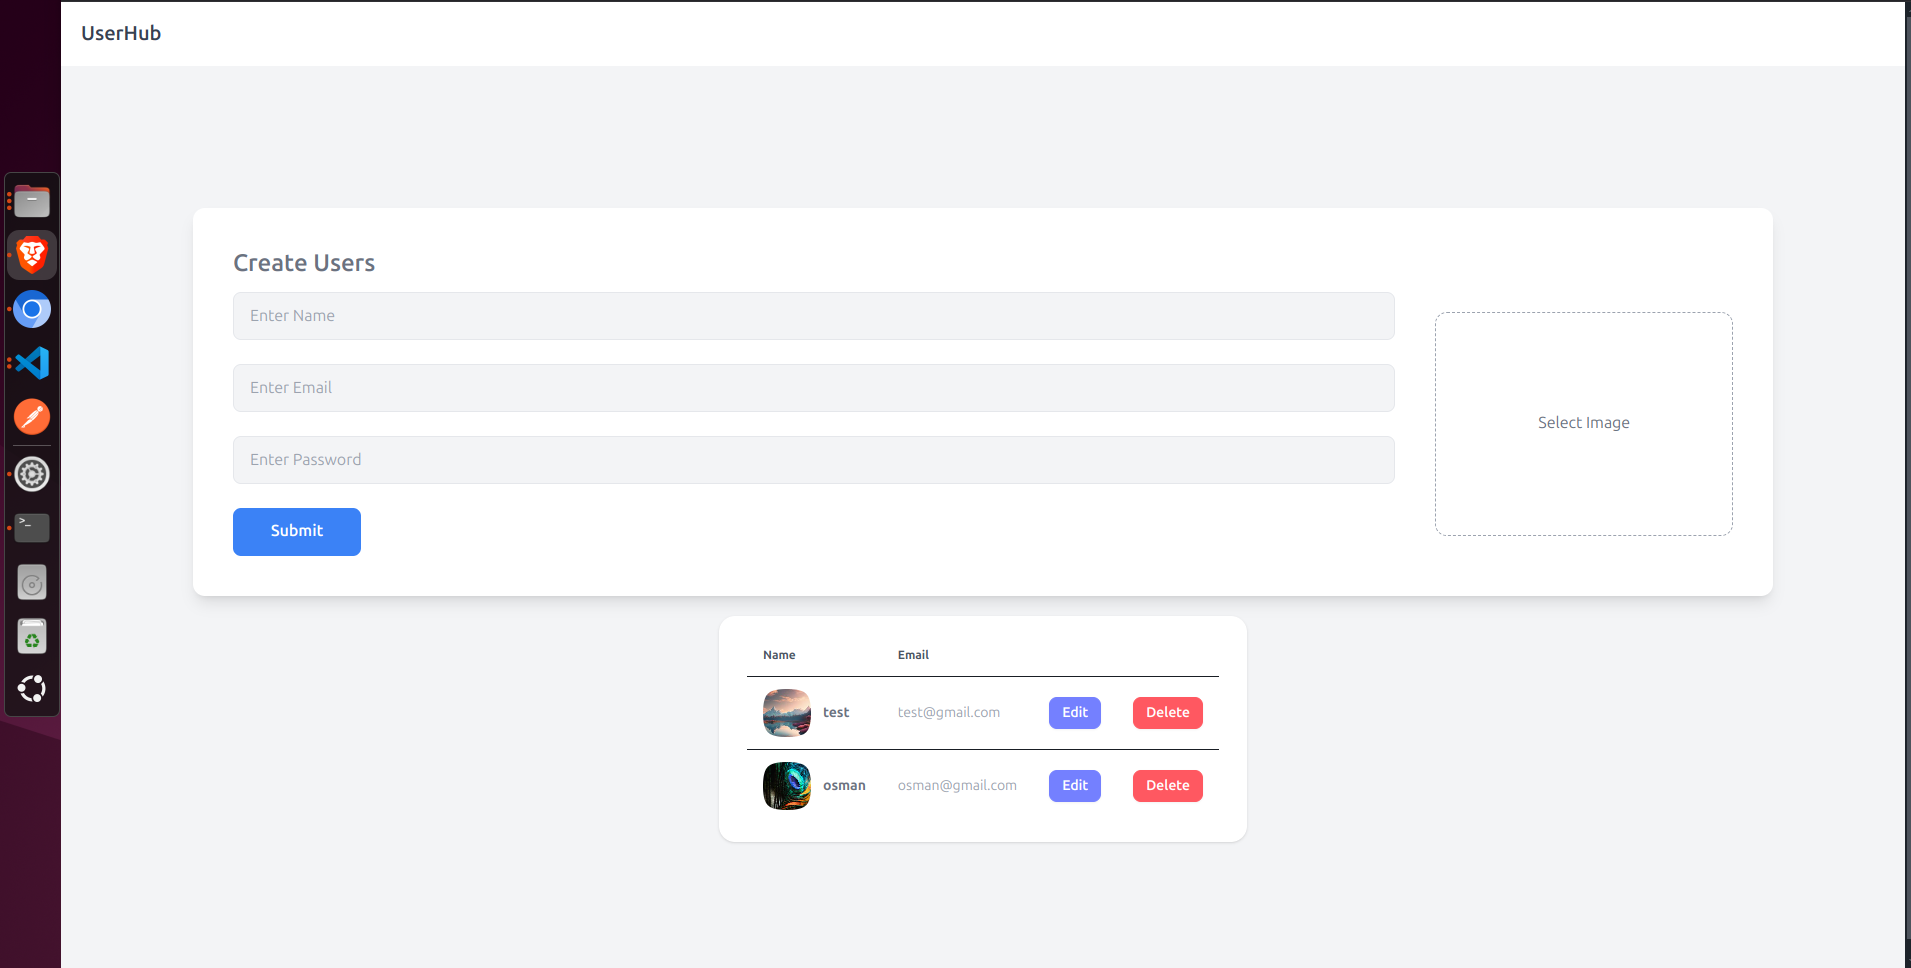 UserHub
Create Users
Enter Name
Enter Email
Select Image
Enter Password
Submit
Name Email
test test@gmail.com Edit Delete
osman osman@gmail.com Edit Delete